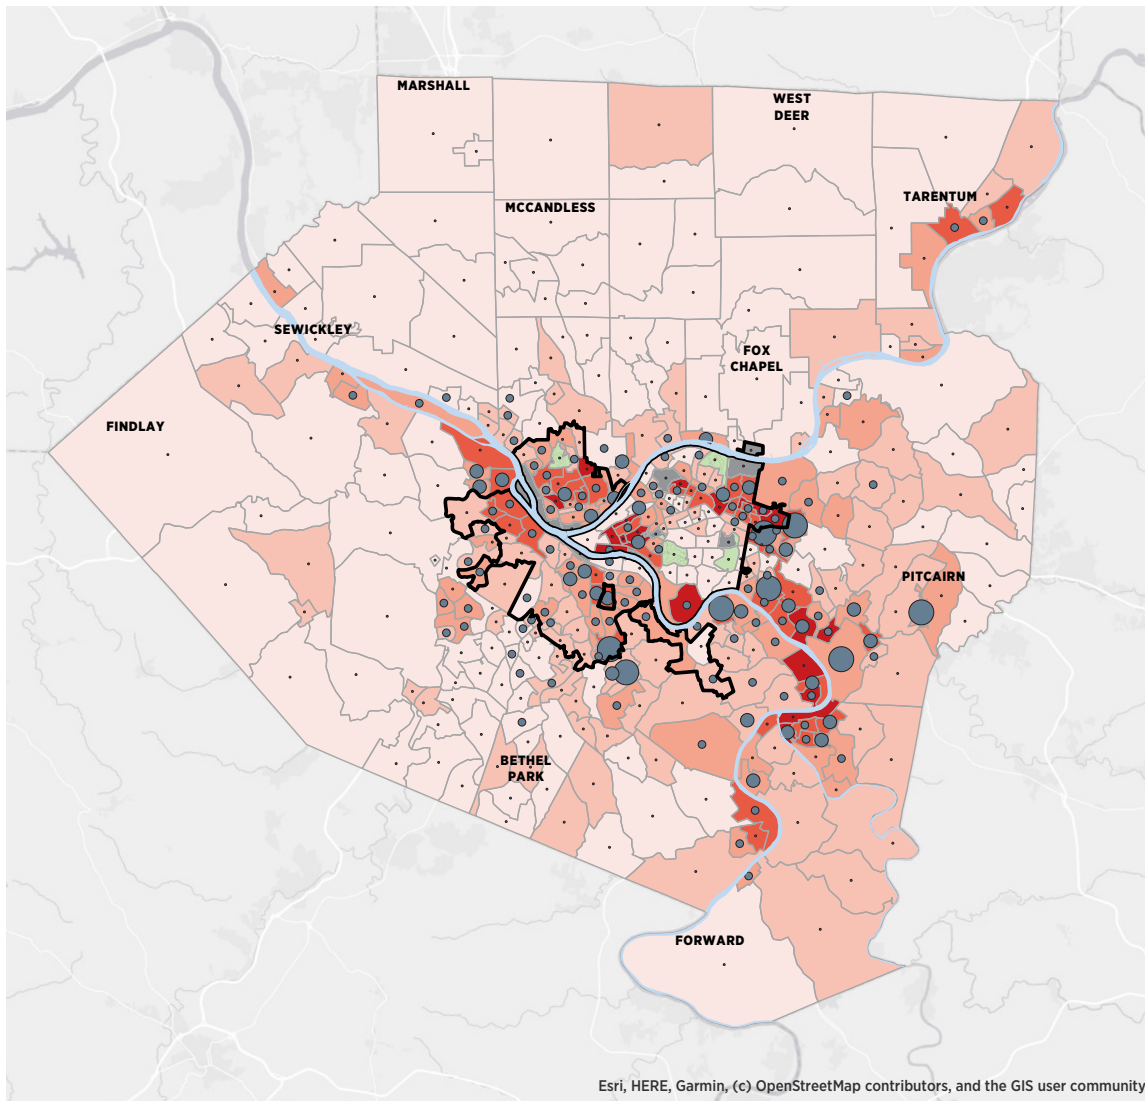 MARSHALL
WEST
DEER
MCCANDLESS
TARENTUM
SEWICKLEY
FOX
CHAPEL
FINDLAY
PITCAIRN
BETHEL
PARK
FORWARD
Esri, HERE, Garmin, (c) OpenStreetMap contributors, and the GIS user community